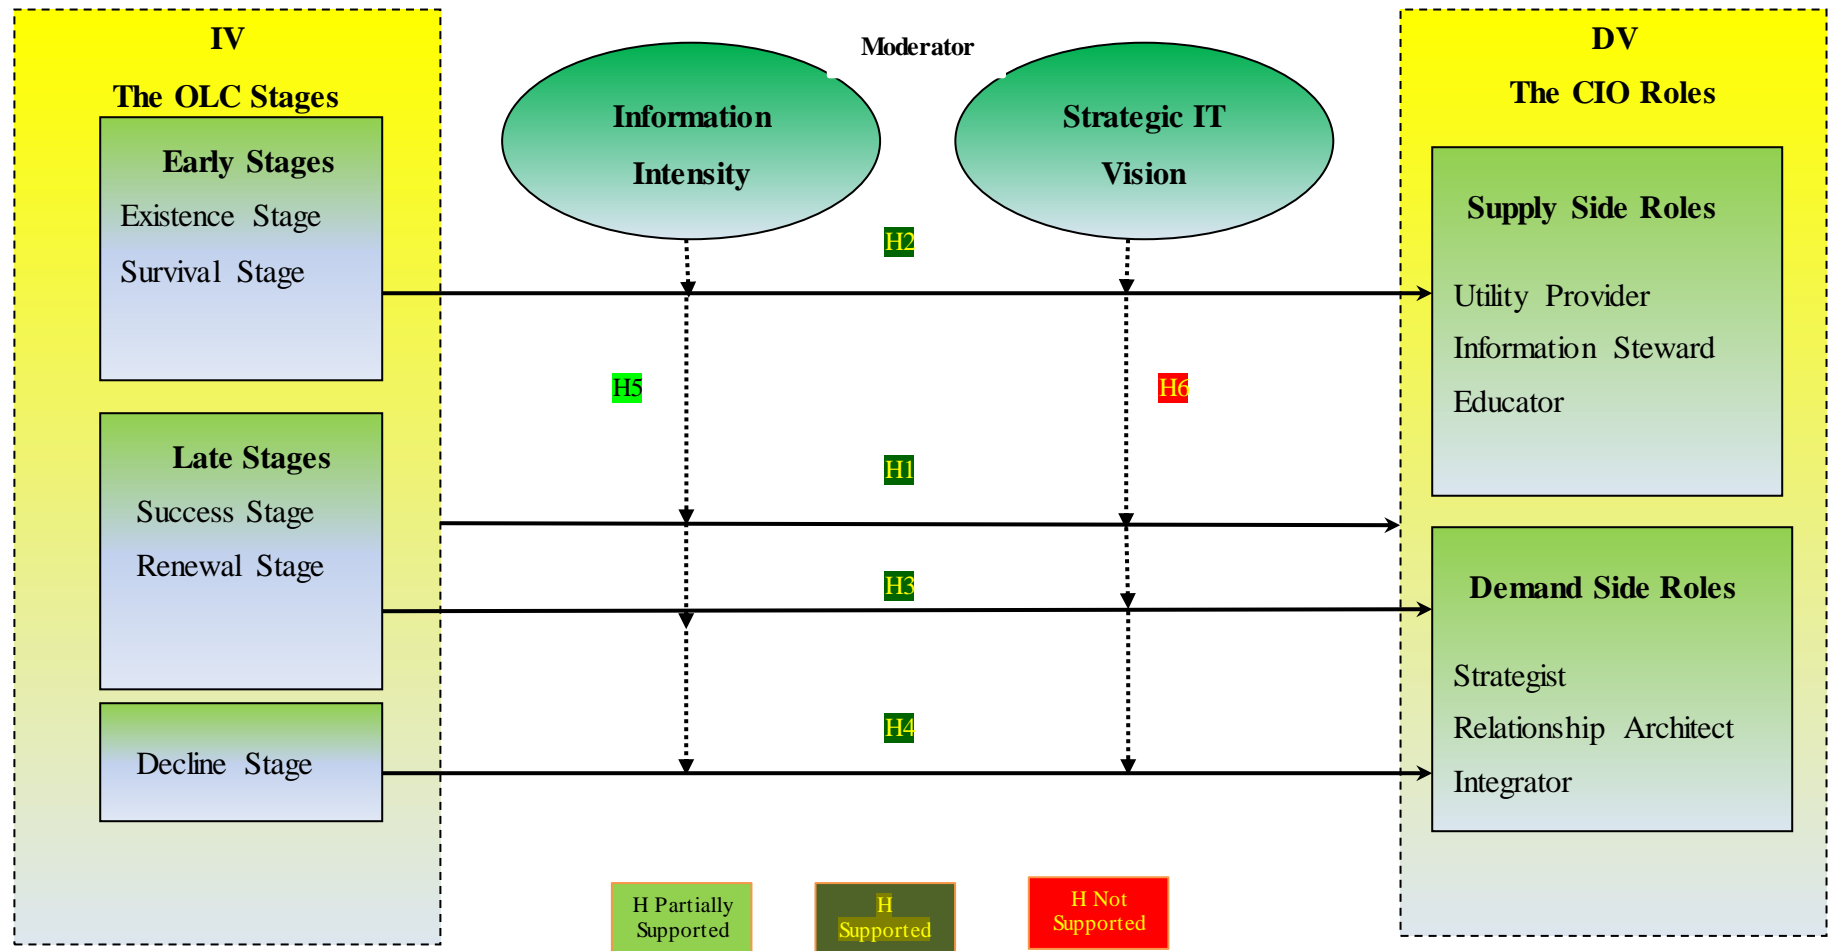 IV
The OLC Stages
Early Stages
Existence Stage
Survival Stage
Late Stages
Success Stage
Renewal Stage
Decline Stage
Moderator
Information
Intensity
Strategic IT
Vision
H2
H5
H6
H1
H3
H4
DV
The CIO Roles
Supply Side Roles
Utility Provider
Information Steward
Educator
Demand Side Roles
Strategist
Relationship Architect
Integrator
H Partially
Supported
H
Supported
H Not
Supported